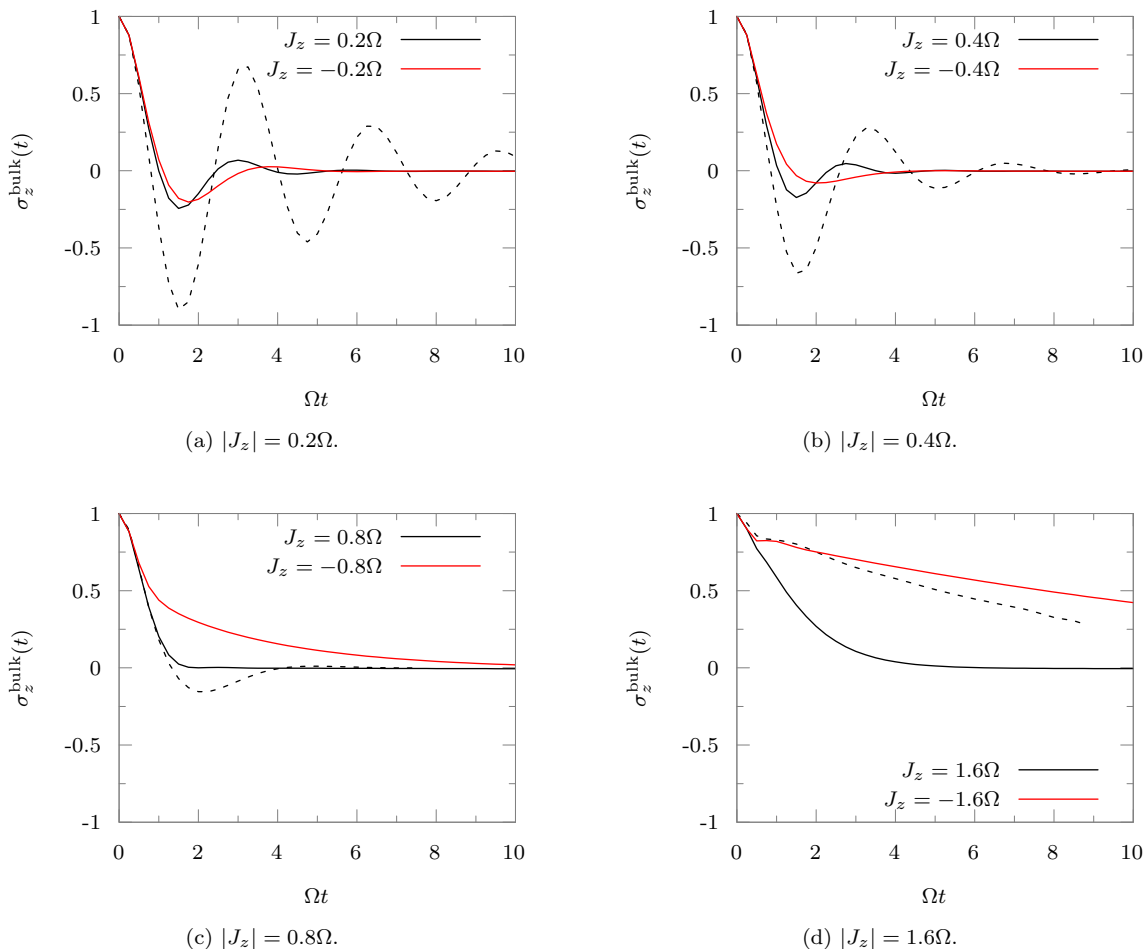 1
0.5
0
-0.5
-1
0 2 4 6 8 10
σ_z^bulk(t)
Ωt
J_z = 0.2Ω
J_z = −0.2Ω
(a) |J_z| = 0.2Ω.
1
0.5
0
-0.5
-1
0 2 4 6 8 10
σ_z^bulk(t)
Ωt
J_z = 0.4Ω
J_z = −0.4Ω
(b) |J_z| = 0.4Ω.
1
0.5
0
-0.5
-1
0 2 4 6 8 10
σ_z^bulk(t)
Ωt
J_z = 0.8Ω
J_z = −0.8Ω
(c) |J_z| = 0.8Ω.
1
0.5
0
-0.5
-1
0 2 4 6 8 10
σ_z^bulk(t)
Ωt
J_z = 1.6Ω
J_z = −1.6Ω
(d) |J_z| = 1.6Ω.